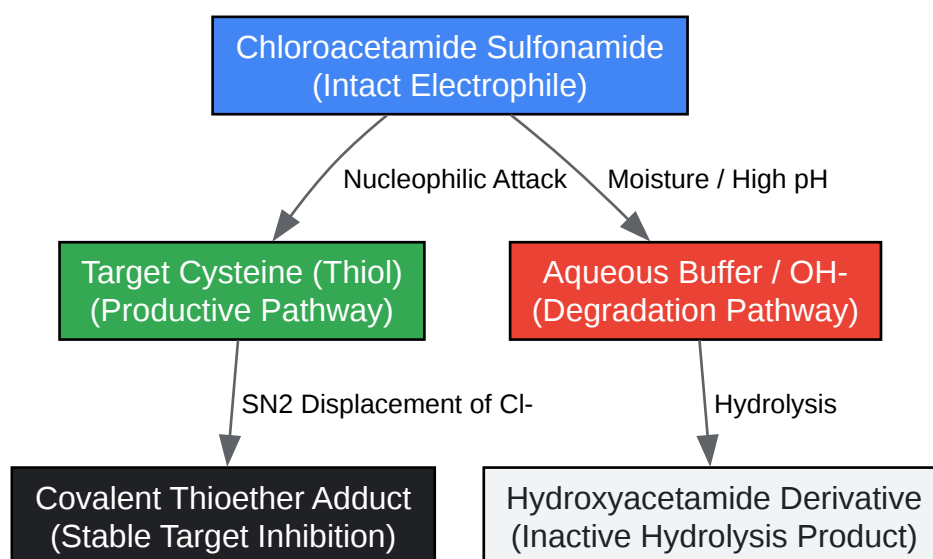 Chloroacetamide Sulfonamide
(Intact Electrophile)
Nucleophilic Attack
Moisture / High pH
Target Cysteine (Thiol)
(Productive Pathway)
Aqueous Buffer / OH-
(Degradation Pathway)
SN2 Displacement of Cl-
Hydrolysis
Covalent Thioether Adduct
(Stable Target Inhibition)
Hydroxyacetamide Derivative
(Inactive Hydrolysis Product)